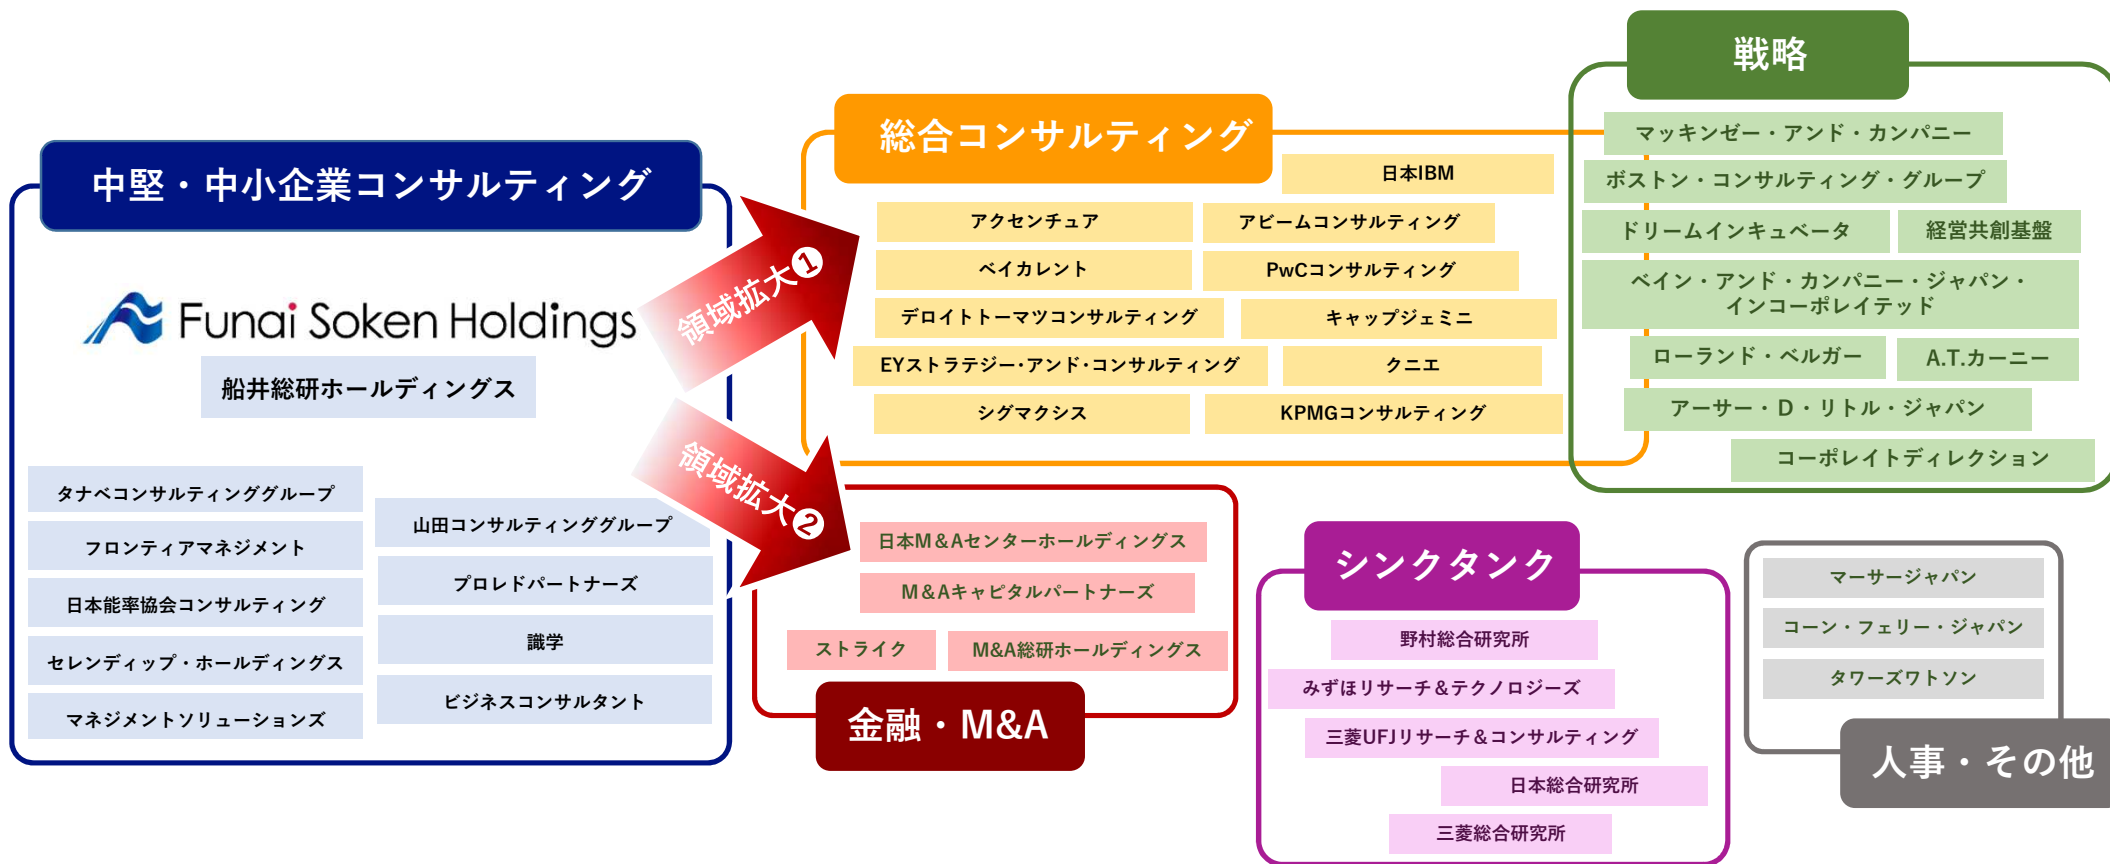 中堅・中小企業コンサルティング
Funai Soken Holdings
船井総研ホールディングス
タナベコンサルティンググループ
フロンティアマネジメント
日本能率協会コンサルティング
セレンディップ・ホールディングス
マネジメントソリューションズ
山田コンサルティンググループ
プロレドパートナーズ
識学
ビジネスコンサルタント
領域拡大❶
領域拡大❷
総合コンサルティング
日本IBM
アクセンチュア
アビームコンサルティング
ベイカレント
PwCコンサルティング
デロイトトーマツコンサルティング
キャップジェミニ
EYストラテジー・アンド・コンサルティング
クニエ
シグマクシス
KPMGコンサルティング
戦略
マッキンゼー・アンド・カンパニー
ボストン・コンサルティング・グループ
ドリームインキュベータ
経営共創基盤
ベイン・アンド・カンパニー・ジャパン・
インコーポレイテッド
ローランド・ベルガー
A.T.カーニー
アーサー・D・リトル・ジャパン
コーポレイトディレクション
日本M&Aセンターホールディングス
M&Aキャピタルパートナーズ
ストライク
M&A総研ホールディングス
金融・M&A
シンクタンク
野村総合研究所
みずほリサーチ&テクノロジーズ
三菱UFJリサーチ&コンサルティング
日本総合研究所
三菱総合研究所
マーサージャパン
コーン・フェリー・ジャパン
タワーズワトソン
人事・その他